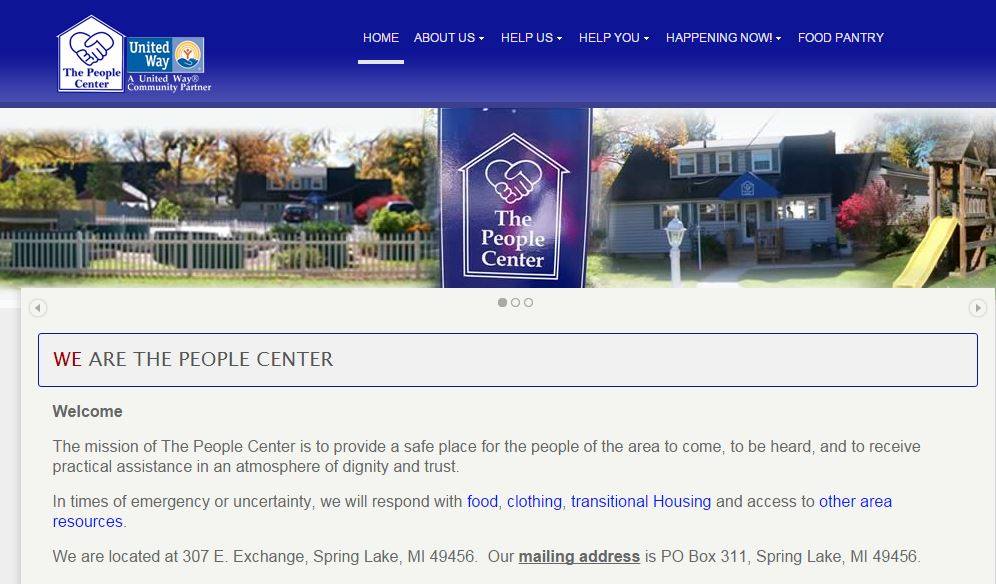 The People
Center
United
Way
A United Way®
Community Partner
HOME ABOUT US HELP US HELP YOU HAPPENING NOW! FOOD PANTRY
The
People
Center
WE ARE THE PEOPLE CENTER
Welcome
The mission of The People Center is to provide a safe place for the people of the area to come, to be heard, and to receive
practical assistance in an atmosphere of dignity and trust.
In times of emergency or uncertainty, we will respond with food, clothing, transitional Housing and access to other area
resources.
We are located at 307 E. Exchange, Spring Lake, MI 49456. Our mailing address is PO Box 311, Spring Lake, MI 49456.